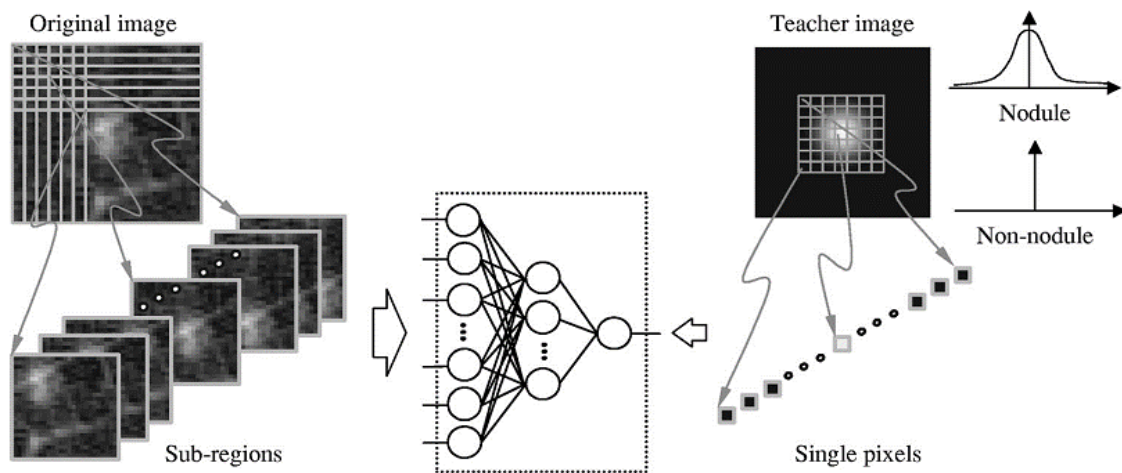 Original image
Teacher image
Nodule
Non-nodule
Sub-regions
Single pixels